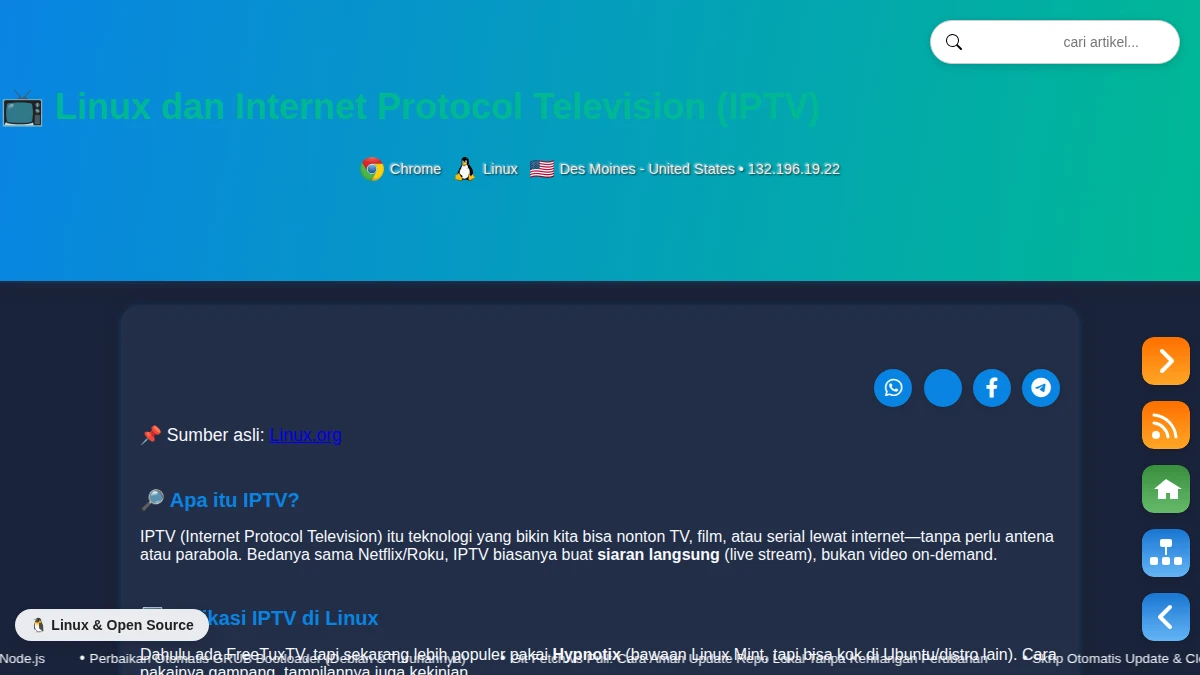 cari artikel...
Linux dan Internet Protocol Television (IPTV)
Chrome Linux Des Moines - United States • 132.196.19.22
Sumber asli: Linux.org
Apa itu IPTV?
IPTV (Internet Protocol Television) itu teknologi yang bikin kita bisa nonton TV, film, atau serial lewat internet—tanpa perlu antena
atau parabola. Bedanya sama Netflix/Roku, IPTV biasanya buat siaran langsung (live stream), bukan video on-demand.
kasi IPTV di Linux
Linux & Open Source
Dahulu ada FreeTuxTV, tapi sekarang lebih populer pakai Hypnotix (bawaan Linux Mint, tapi bisa kok di Ubuntu/distro lain). Cara
Node.js • Perbaikan Otomatis GRUB Bootloader (Debian & Turunannya) • Git Fetch vs Pull: Cara Aman Update Repo Lokal Tanpa Kehilangan Perubahan • Skrip Otomatis Update & Cl
pakainya gampang, tampilannya juga kekinian.